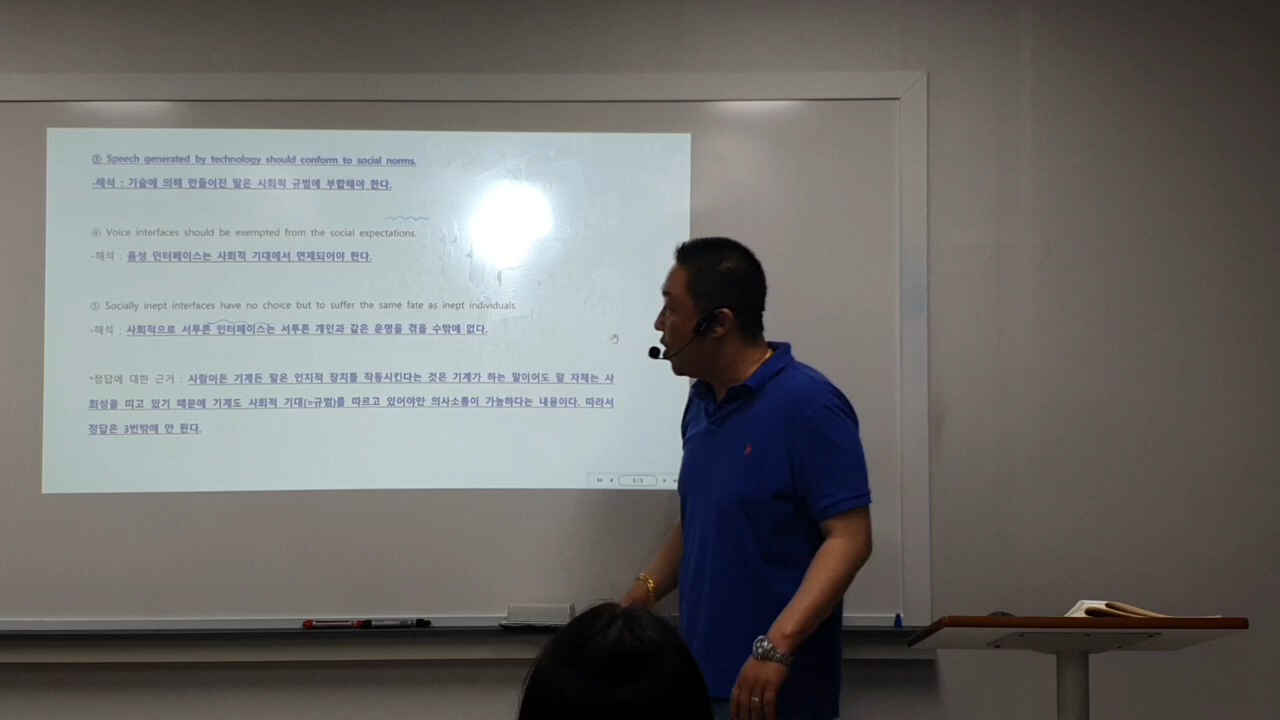 ③ Speech generated by technology should conform to social norms.
-해석 : 기술에 의해 만들어진 말은 사회적 규범에 부합해야 한다.
④ Voice interfaces should be exempted from the social expectations.
-해석 : 음성 인터페이스는 사회적 기대에서 면제되어야 한다.
⑤ Socially inept interfaces have no choice but to suffer the same fate as inept individuals.
-해석 : 사회적으로 서투른 인터페이스는 서투른 개인과 같은 운명을 겪을 수밖에 없다.
*정답에 대한 근거 : 사람이든 기계든 말은 인지적 장치를 작동시킨다는 것은 기계가 하는 말이어도 말 자체는 사
회성을 띠고 있기 때문에 기계도 사회적 기대(=규범)를 따르고 있어야만 의사소통이 가능하다는 내용이다. 따라서
정답은 3번밖에 안 된다.